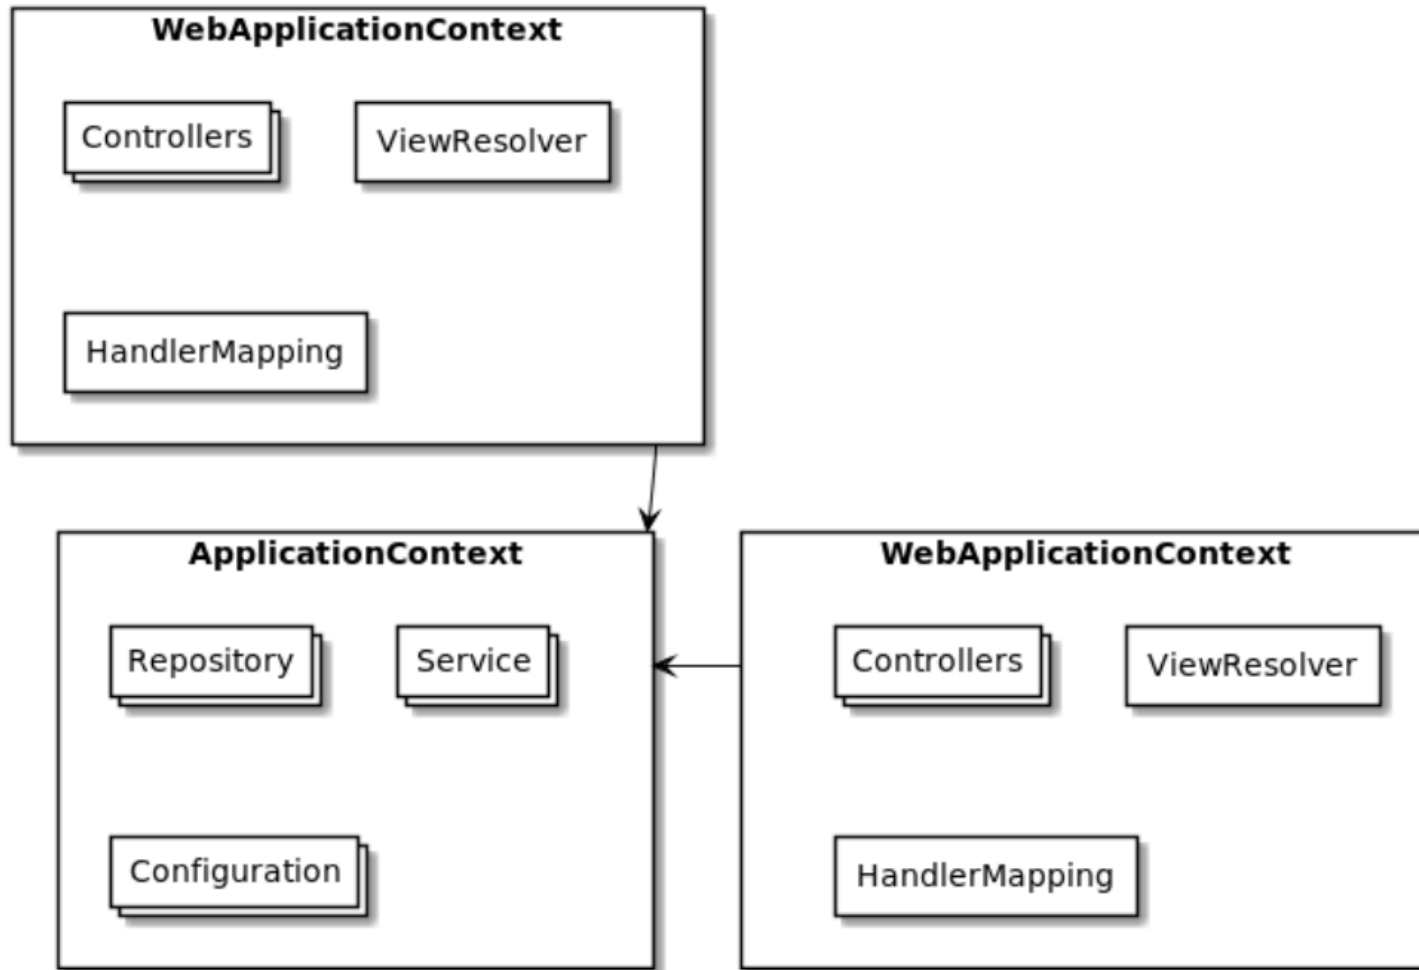 WebApplicationContext
Controllers
ViewResolver
HandlerMapping
ApplicationContext
Repository
Service
Configuration
WebApplicationContext
Controllers
ViewResolver
HandlerMapping